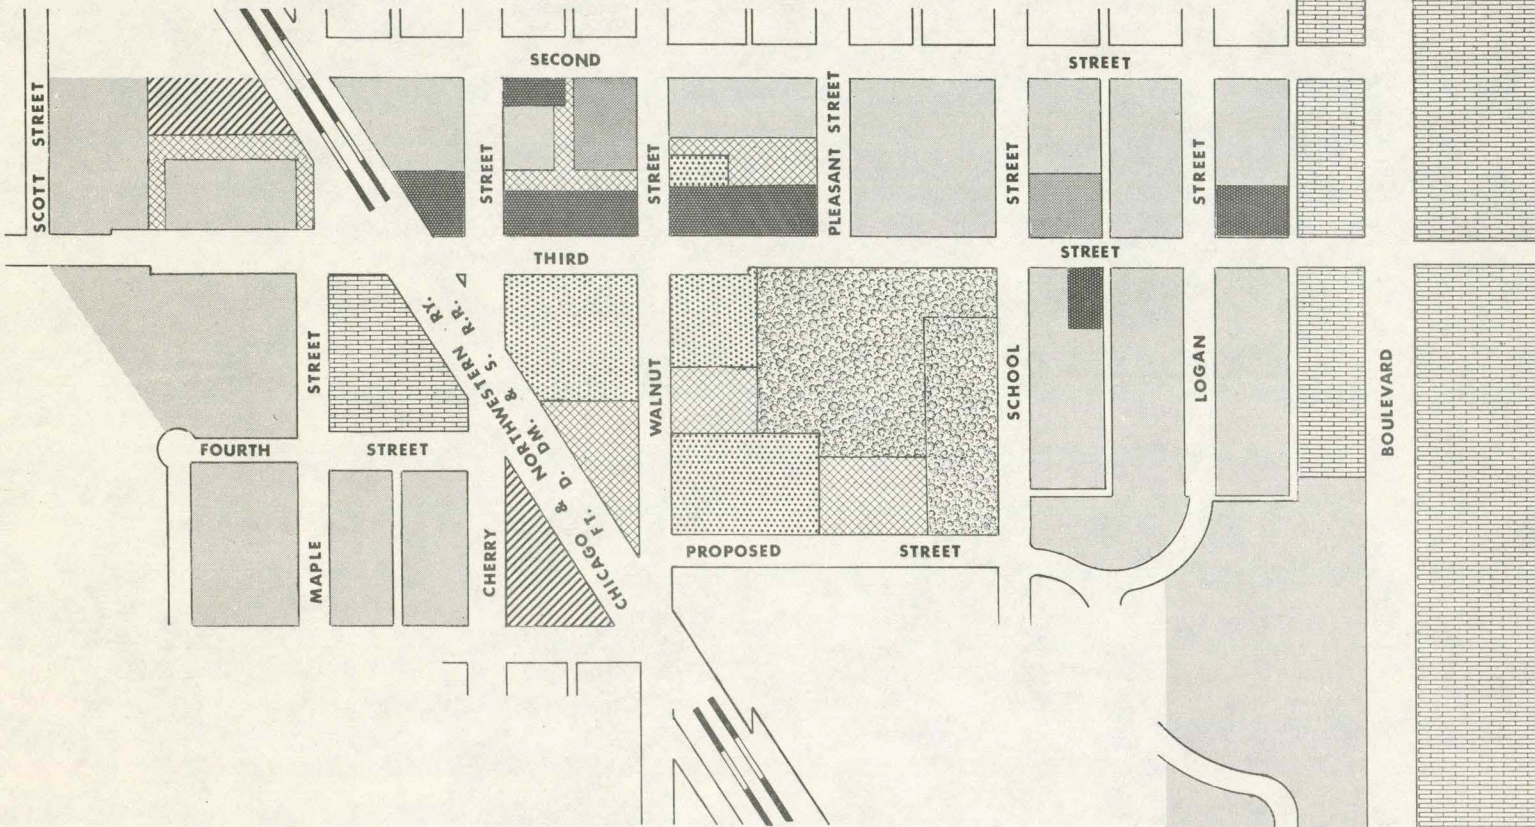 SECOND
STREET
SCOTT STREET
STREET
STREET
PLEASANT STREET
STREET
STREET
THIRD
STREET
STREET
CHICAGO & NORTHWESTERN RY.
FT. D. DM. & S. R.R.
WALNUT
SCHOOL
LOGAN
BOULEVARD
FOURTH
STREET
MAPLE
CHERRY
PROPOSED
STREET